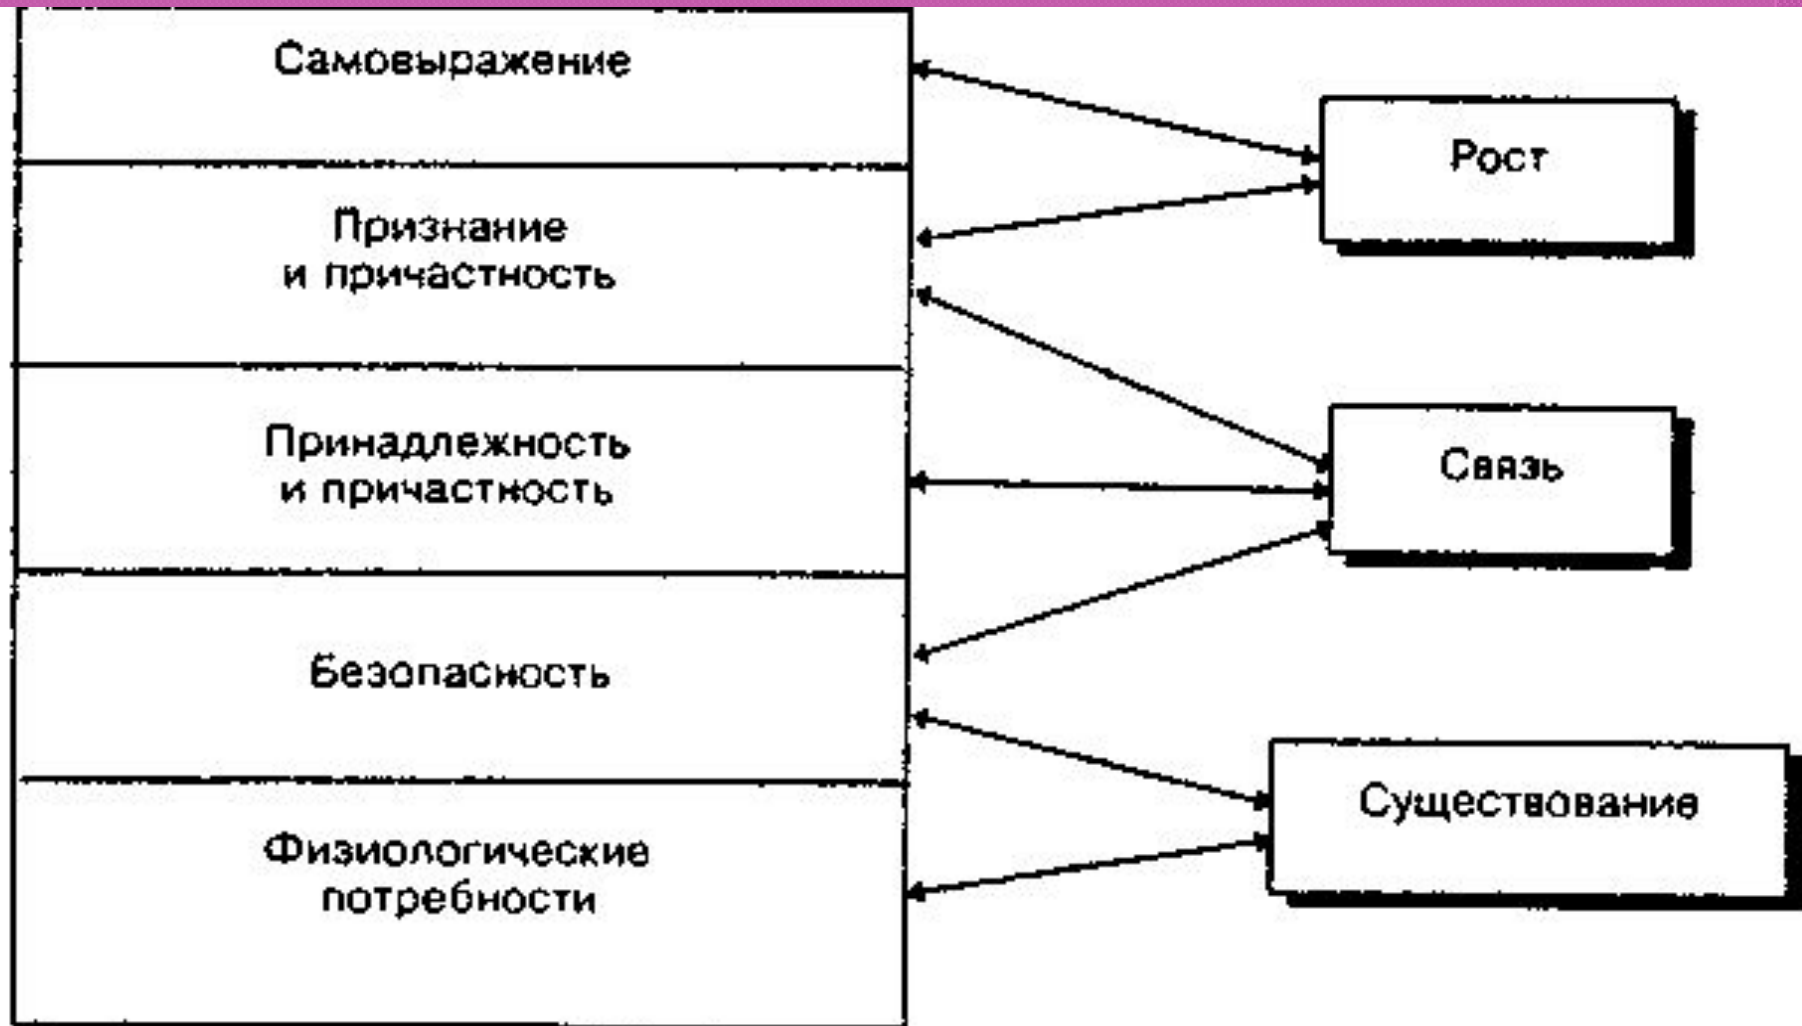 Самовыражение
Признание
и причастность
Принадлежность
и причастность
Безопасность
Физиологические
потребности
Рост
Связь
Существование